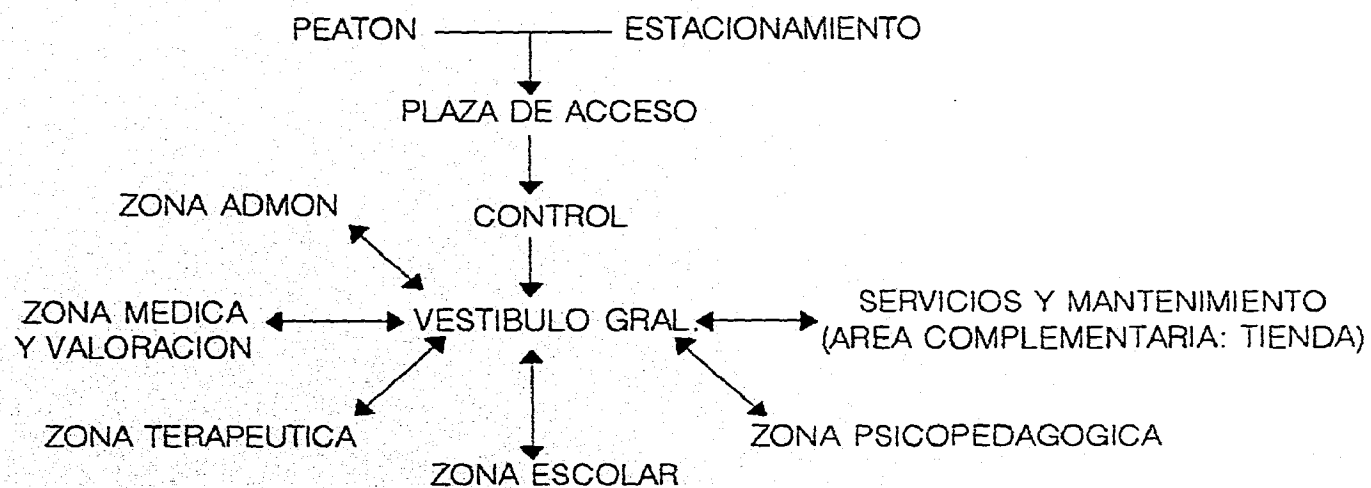 PEATON ESTACIONAMIENTO
PLAZA DE ACCESO
ZONA ADMON
CONTROL
ZONA MEDICA
Y VALORACION
VESTIBULO GRAL.
SERVICIOS Y MANTENIMIENTO
(AREA COMPLEMENTARIA: TIENDA)
ZONA TERAPEUTICA
ZONA ESCOLAR
ZONA PSICOPEDAGOGICA